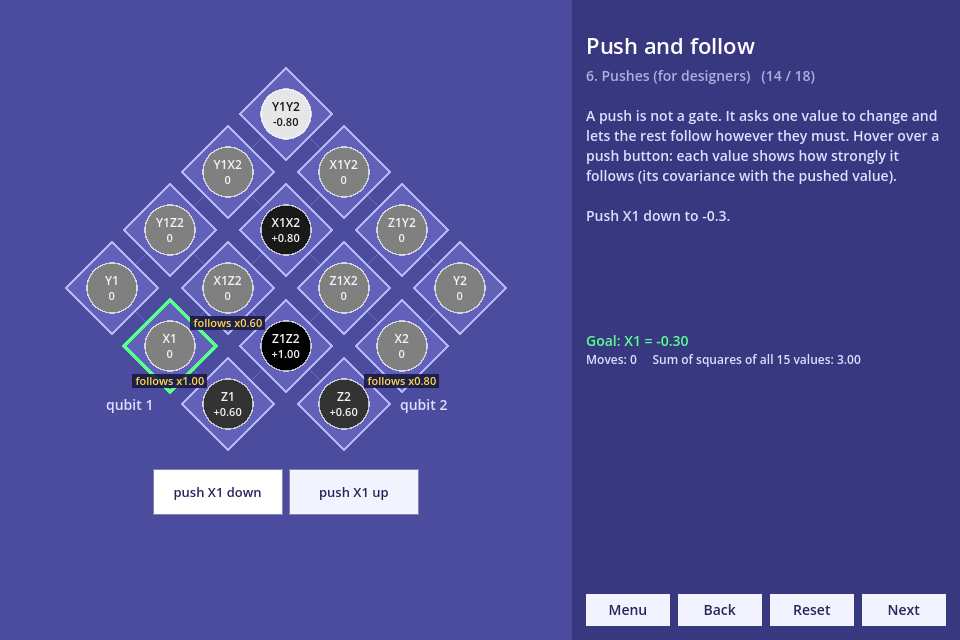 Y1Y2
-0.80
Y1X2
0
X1Y2
0
Y1Z2
0
X1X2
+0.80
Z1Y2
0
Y1
0
X1Z2
0
Z1X2
0
Y2
0
follows x0.60
X1
0
Z1Z2
+1.00
X2
0
follows x1.00
follows x0.80
Z1
+0.60
Z2
+0.60
qubit 1
qubit 2
push X1 down
push X1 up
Push and follow
6. Pushes (for designers) (14 / 18)
A push is not a gate. It asks one value to change and
lets the rest follow however they must. Hover over a
push button: each value shows how strongly it
follows (its covariance with the pushed value).
Push X1 down to -0.3.
Goal: X1 = -0.30
Moves: 0 Sum of squares of all 15 values: 3.00
Menu
Back
Reset
Next